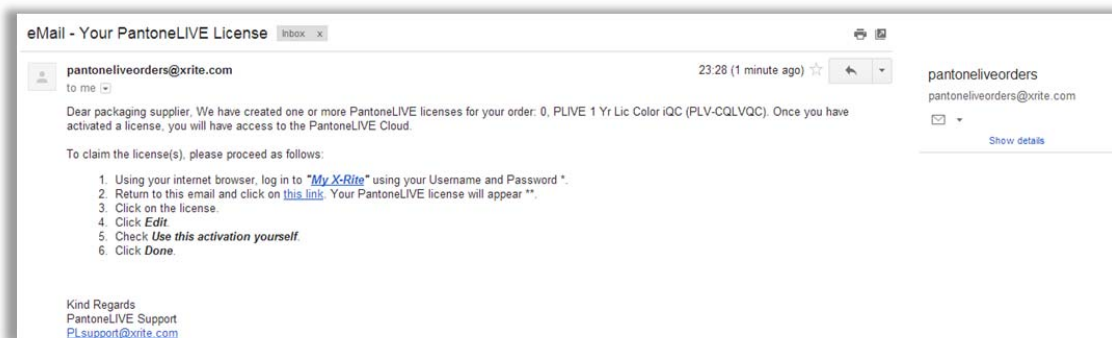 eMail - Your PantoneLIVE License Inbox x
pantoneliveorders@xrite.com 23:28 (1 minute ago)
to me
Dear packaging supplier, We have created one or more PantoneLIVE licenses for your order: 0, PLIVE 1 Yr Lic Color iQC (PLV-CQLVQC). Once you have
activated a license, you will have access to the PantoneLIVE Cloud.
To claim the license(s), please proceed as follows:
1. Using your internet browser, log in to "My X-Rite" using your Username and Password *.
2. Return to this email and click on this link. Your PantoneLIVE license will appear **.
3. Click on the license.
4. Click Edit.
5. Check Use this activation yourself.
6. Click Done.
Kind Regards
PantoneLIVE Support
PLsupport@xrite.com
pantoneliveorders
pantoneliveorders@xrite.com
Show details